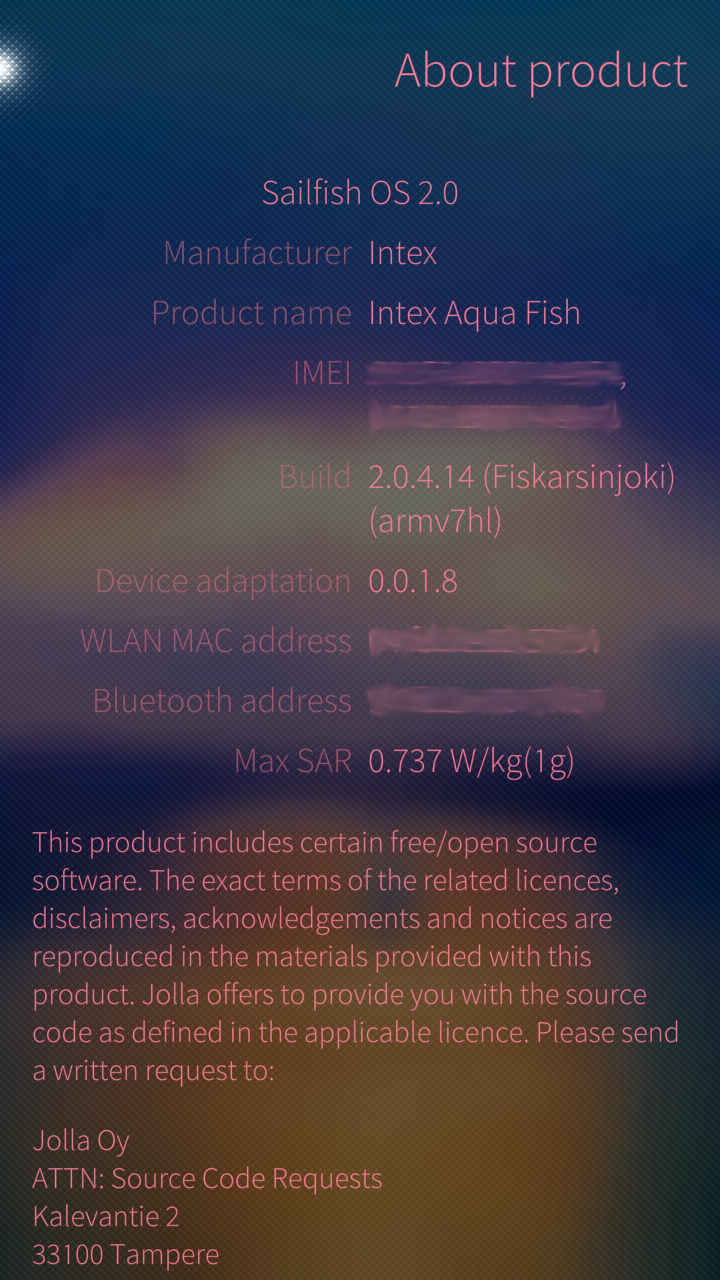 About product
Sailfish OS 2.0
Manufacturer Intex
Product name Intex Aqua Fish
IMEI ,
Build 2.0.4.14 (Fiskarsinjoki)
(armv7hl)
Device adaptation 0.0.1.8
WLAN MAC address
Bluetooth address
Max SAR 0.737 W/kg(1g)
This product includes certain free/open source
software. The exact terms of the related licences,
disclaimers, acknowledgements and notices are
reproduced in the materials provided with this
product. Jolla offers to provide you with the source
code as defined in the applicable licence. Please send
a written request to:
Jolla Oy
ATTN: Source Code Requests
Kalevantie 2
33100 Tampere